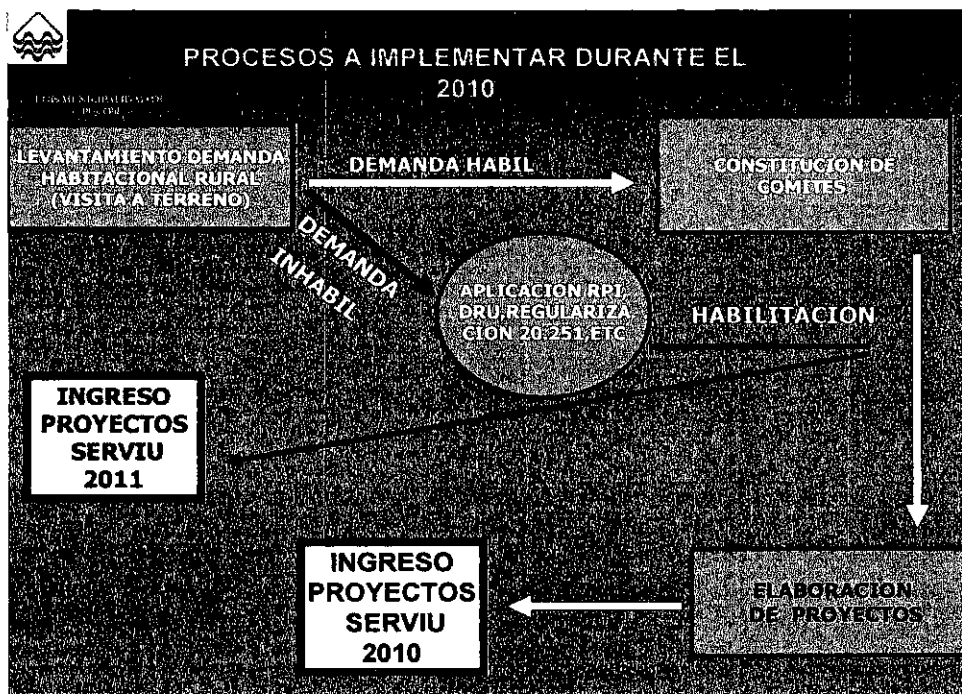 PROCESOS A IMPLEMENTAR DURANTE EL
2010
LEVANTAMIENTO DEMANDA
HABITACIONAL RURAL
(VISITA A TERRENO)
DEMANDA HABIL
CONSTITUCION DE
COMITES
DEMANDA
INHABIL
APLICACION RPI
DRU,REGULARIZA
CION 20.251,ETC
HABILITACION
INGRESO
PROYECTOS
SERVIU
2011
INGRESO
PROYECTOS
SERVIU
2010
ELABORACION
DE PROYECTOS